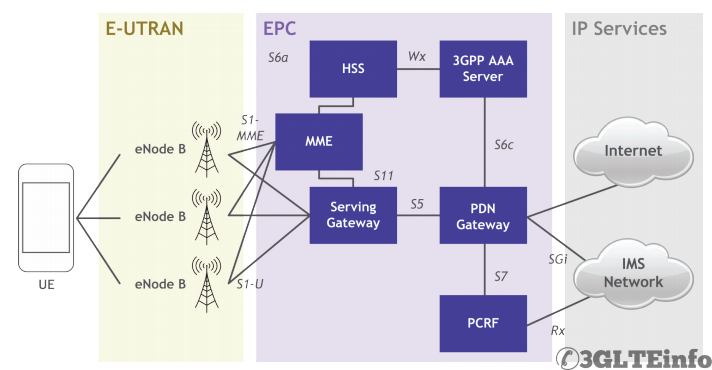 E-UTRAN
EPC
IP Services
S6a
HSS
Wx
3GPP AAA
Server
S1-
MME
MME
eNode B
S6c
Internet
S11
eNode B
Serving
Gateway
S5
PDN
Gateway
UE
eNode B
S1-U
S7
SGi
IMS
Network
PCRF
Rx
3GLTEinfo